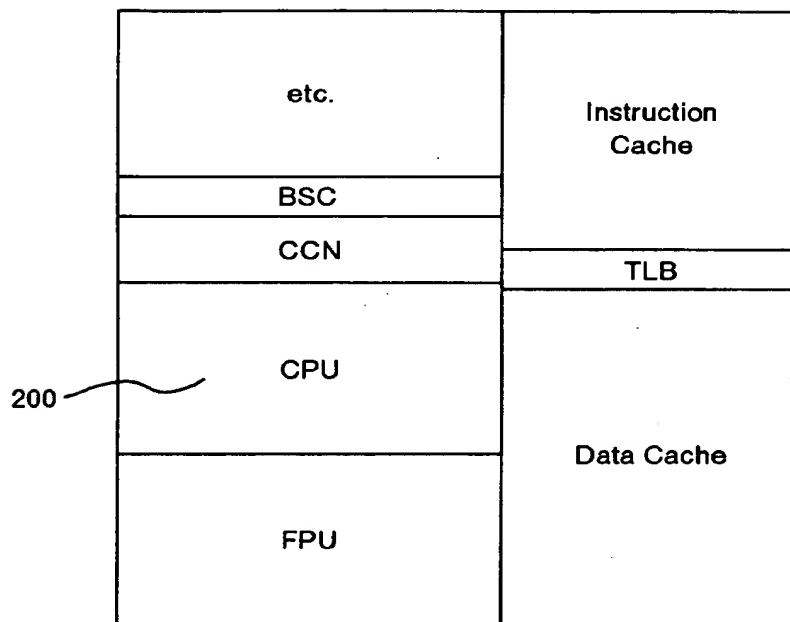 etc.
BSC
CCN
CPU
FPU
Instruction
Cache
TLB
Data Cache
200